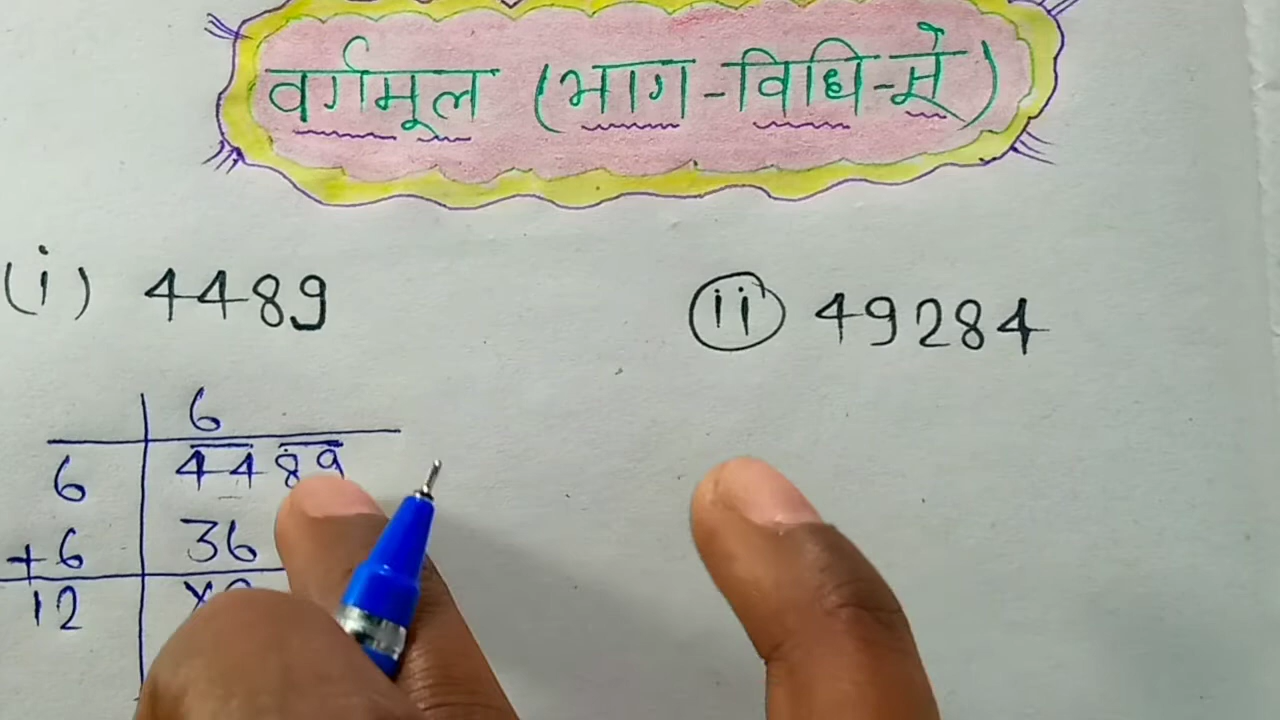 वर्गमूल (भाग-विधि-से)
(i) 4489
(ii) 49284
6
6 4489
+6 36
12